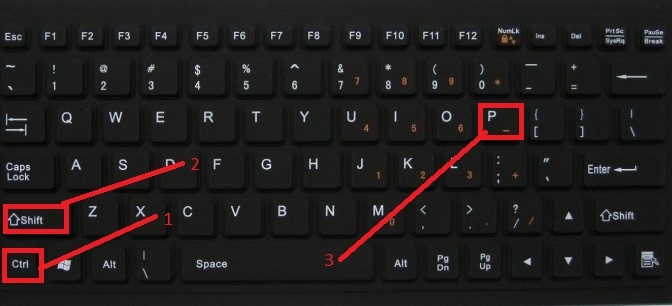 Esc F1 F2 F3 F4 F5 F6 F7 F8 F9 F10 F11 F12 NumLk Ins Del PrtSc SysRq Pause Break
~ ` ! 1 @ 2 # 3 $ 4 % 5 ^ 6 & 7 7 * 8 8 ( 9 9 ) 0 * — - + =
Q W E R T Y U 4 I 5 O 6 P – { [ } ] | \
Caps Lock A S D F G H J 1 K 2 L 3 : ; + " ' Enter
2
Shift Z X C V B N M 0 < , > . ? / / Shift
1
Ctrl Alt | \ Space Alt Pg Dn Pg Up
3